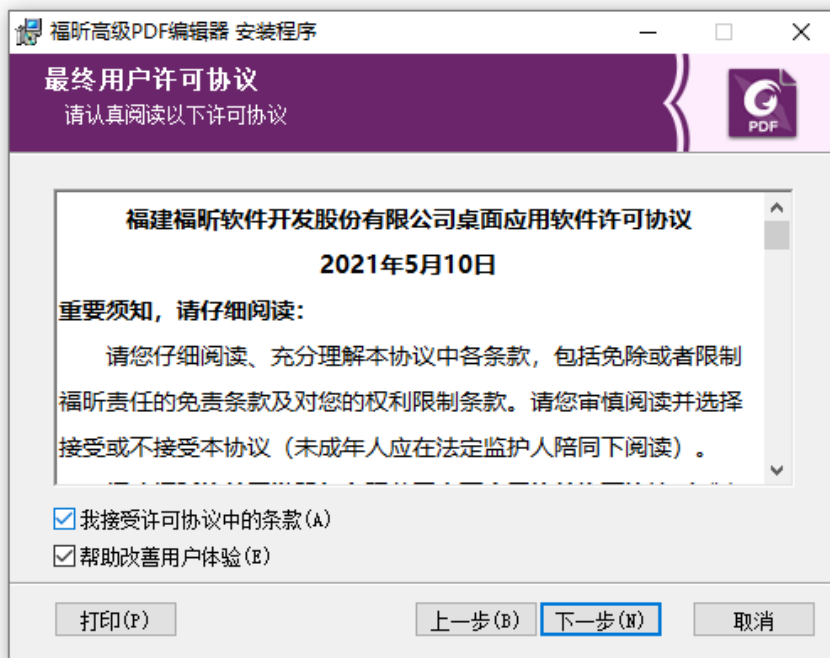 福昕高级PDF编辑器 安装程序
最终用户许可协议
请认真阅读以下许可协议
PDF
福建福昕软件开发股份有限公司桌面应用软件许可协议
2021年5月10日
重要须知，请仔细阅读：
请您仔细阅读、充分理解本协议中各条款，包括免除或者限制
福昕责任的免责条款及对您的权利限制条款。请您审慎阅读并选择
接受或不接受本协议（未成年人应在法定监护人陪同下阅读）。
我接受许可协议中的条款(A)
帮助改善用户体验(E)
打印(P)
上一步(B)
下一步(N)
取消